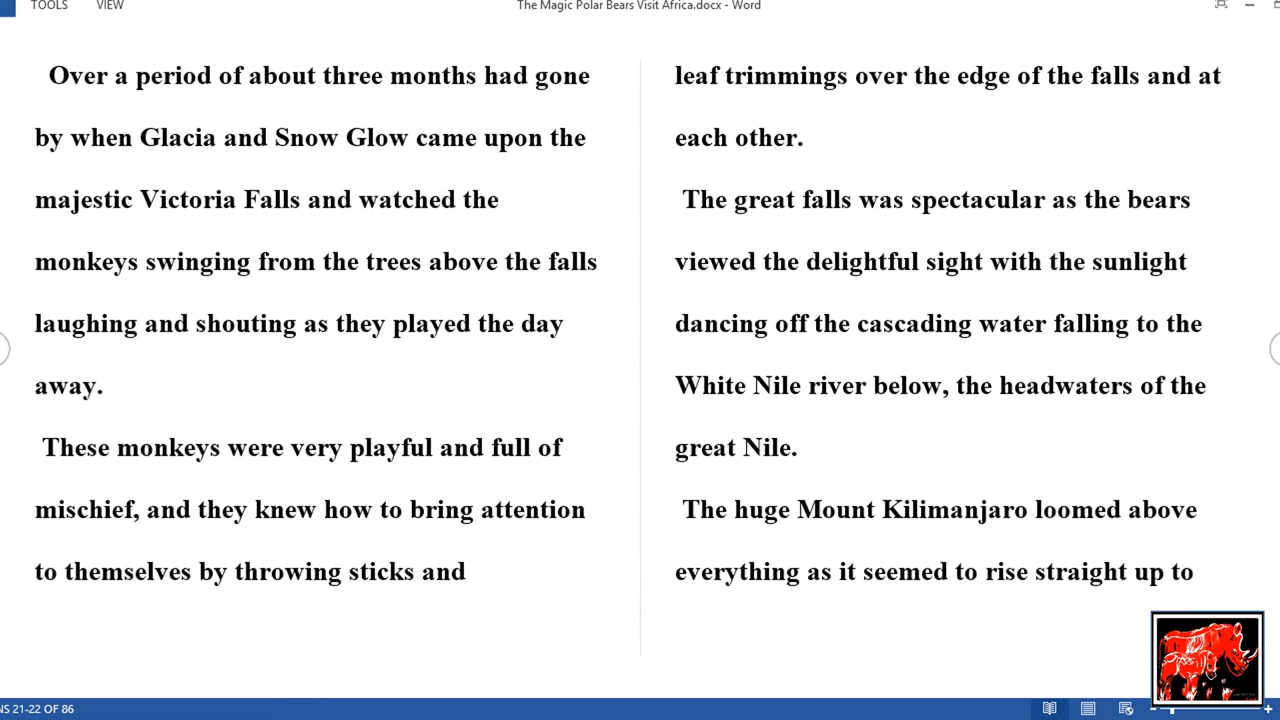 TOOLS VIEW
The Magic Polar Bears Visit Africa.docx - Word
Over a period of about three months had gone
by when Glacia and Snow Glow came upon the
majestic Victoria Falls and watched the
monkeys swinging from the trees above the falls
laughing and shouting as they played the day
away.
These monkeys were very playful and full of
mischief, and they knew how to bring attention
to themselves by throwing sticks and
leaf trimmings over the edge of the falls and at
each other.
The great falls was spectacular as the bears
viewed the delightful sight with the sunlight
dancing off the cascading water falling to the
White Nile river below, the headwaters of the
great Nile.
The huge Mount Kilimanjaro loomed above
everything as it seemed to rise straight up to
NS 21-22 OF 86